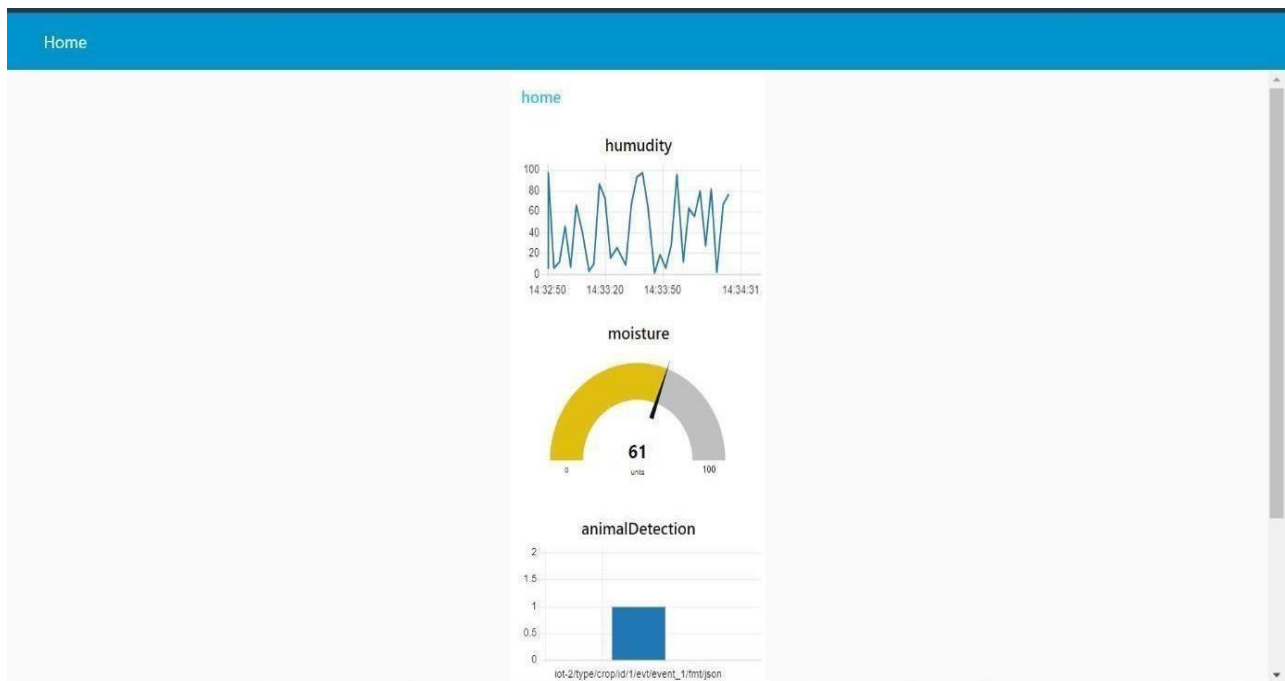 Home
home
humudity
100
80
60
40
20
0
14:32:50 14:33:20 14:33:50 14:34:31
moisture
61
0 units 100
animalDetection
2
1.5
1
0.5
0
iot-2/type/crop/id/1/evt/event_1/fmt/json